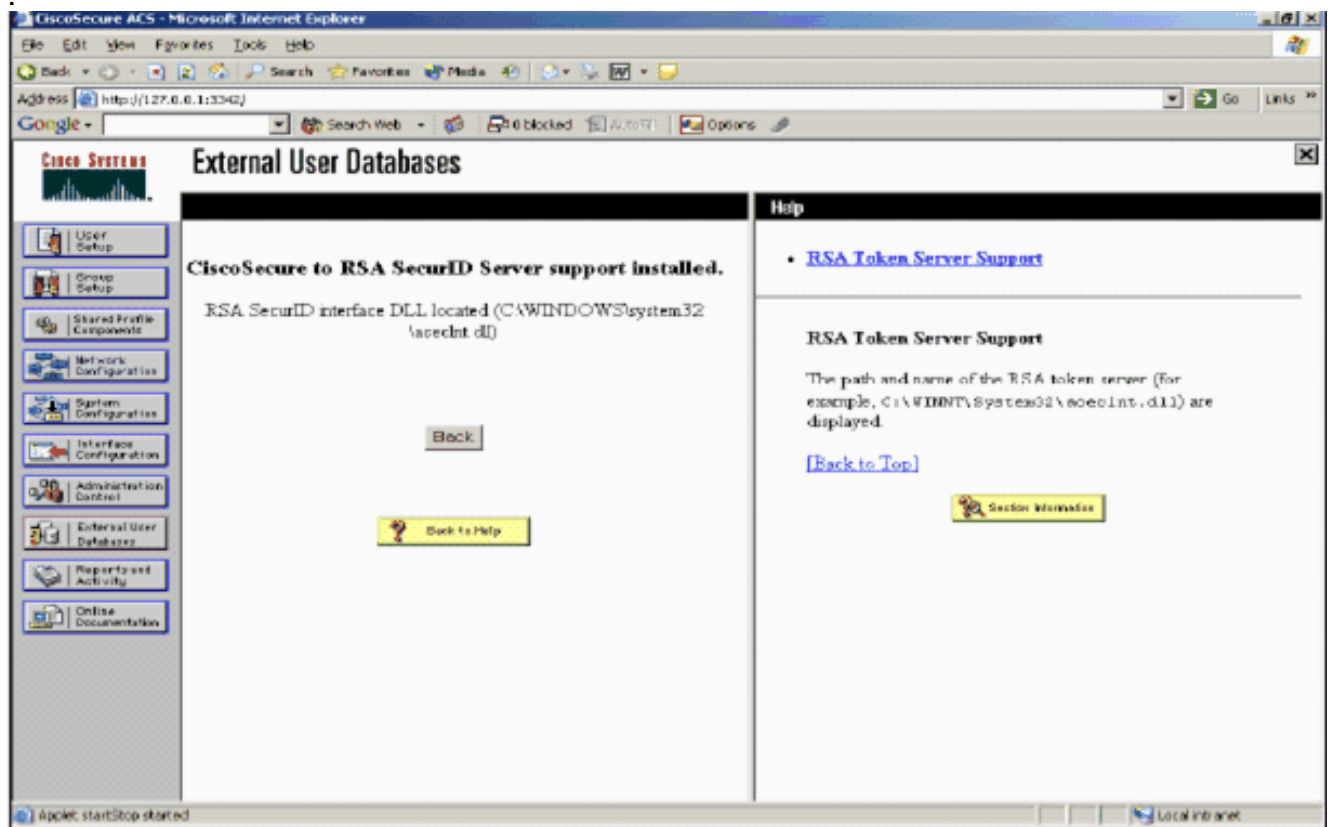 CiscoSecure ACS - Microsoft Internet Explorer
File Edit View Favorites Tools Help
Back Search Favorites Media
Address http://127.0.0.1:3342/ Go Links »
Google Search Web 0 blocked AutoFill Options
CISCO SYSTEMS
External User Databases
User Setup
Group Setup
Shared Profile Components
Network Configuration
System Configuration
Interface Configuration
Administration Control
External User Databases
Reports and Activity
Online Documentation
CiscoSecure to RSA SecurID Server support installed.
RSA SecurID interface DLL located (C:\WINDOWS\system32
\aceclnt.dll)
Back
Back to Help
Help
• RSA Token Server Support
RSA Token Server Support
The path and name of the RSA token server (for
example, C:\WINNT\System32\aceclnt.dll) are
displayed.
[Back to Top]
Section Information
Applet startStop started
Local intranet